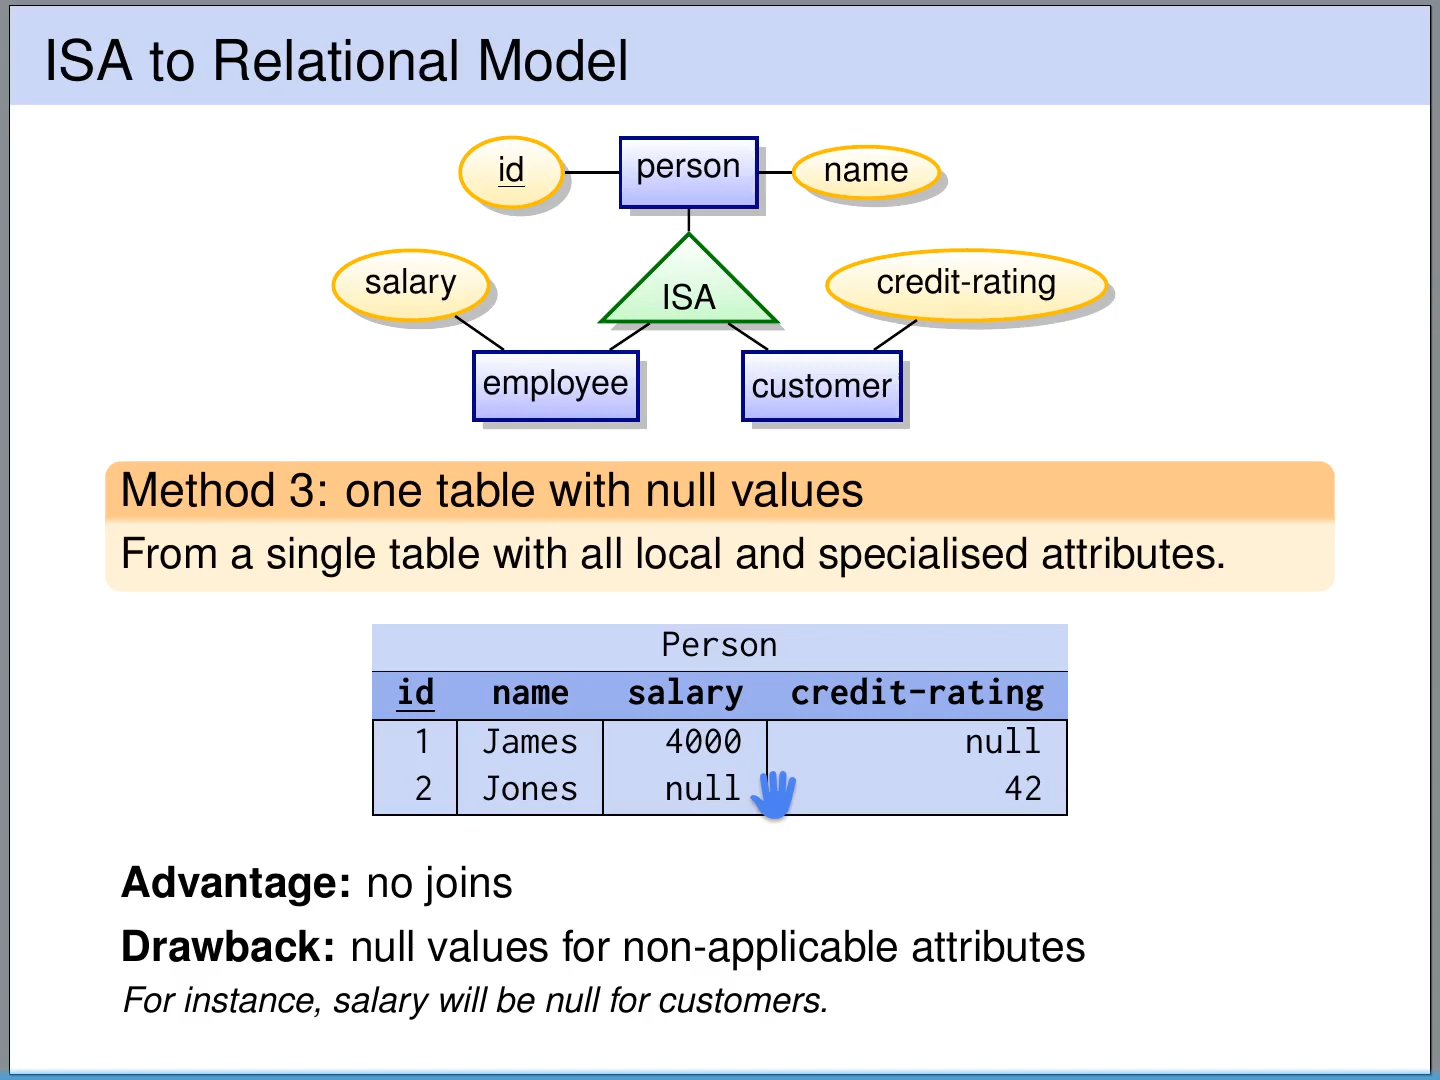 ISA to Relational Model
id person name
salary ISA credit-rating
employee customer
Method 3: one table with null values
From a single table with all local and specialised attributes.
Person
id name salary credit-rating
1 James 4000 null
2 Jones null 42
Advantage: no joins
Drawback: null values for non-applicable attributes
For instance, salary will be null for customers.